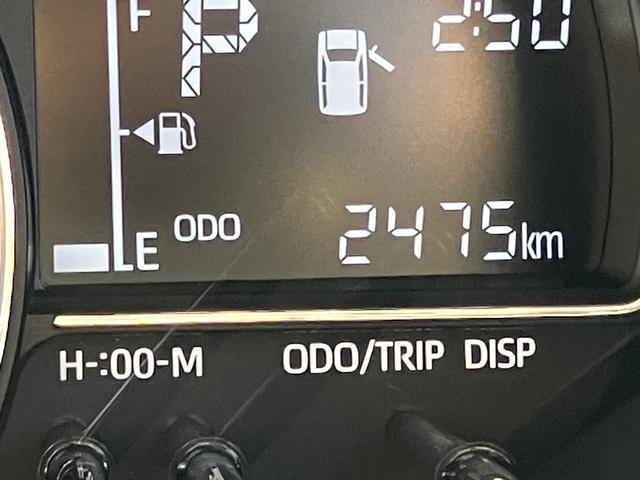 F
P
2:50
ODO 2475km
E
H-:00-M ODO/TRIP DISP